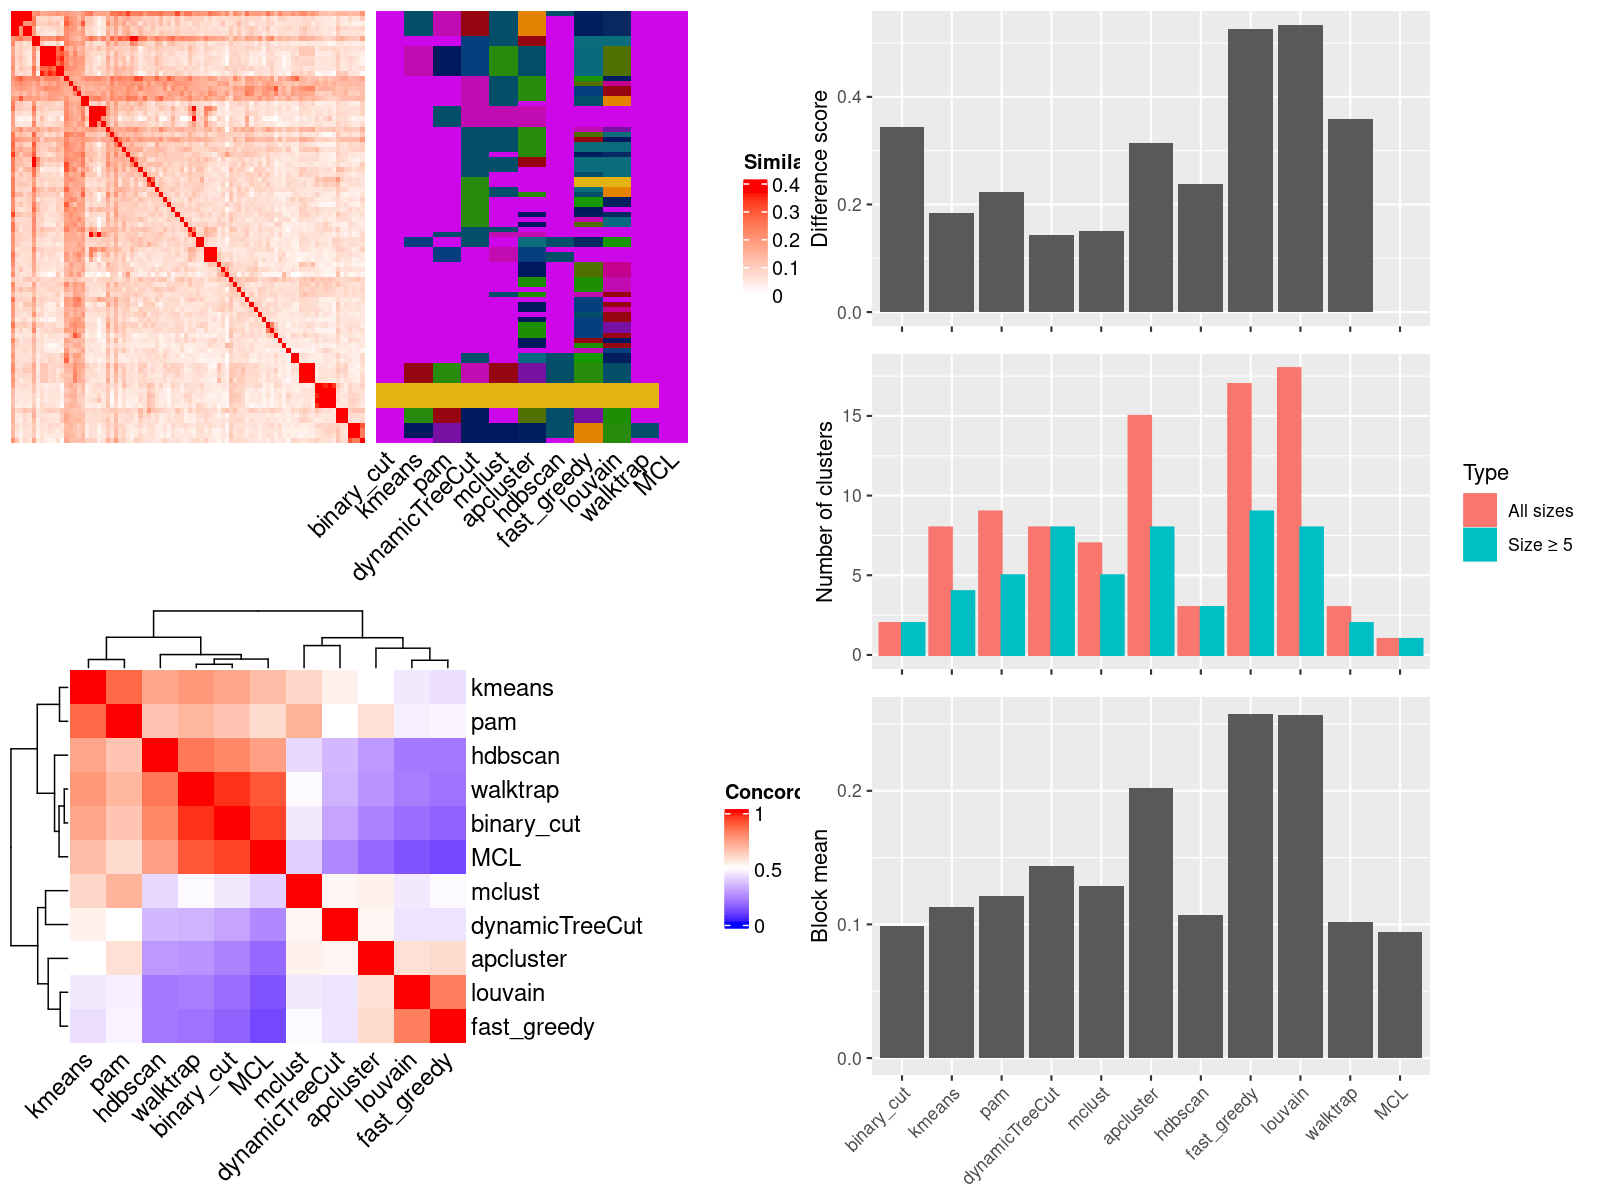 Simila
0.4
0.3
0.2
0.1
0
binary_cut
kmeans
pam
dynamicTreeCut
mclust
apcluster
hdbscan
fast_greedy
louvain
walktrap
MCL
kmeans
pam
hdbscan
walktrap
binary_cut
MCL
mclust
dynamicTreeCut
apcluster
louvain
fast_greedy
Concord
1
0.5
0
kmeans
pam
hdbscan
walktrap
binary_cut
MCL
mclust
dynamicTreeCut
apcluster
louvain
fast_greedy
Difference score
0.4
0.2
0.0
Number of clusters
15
10
5
0
Type
All sizes
Size ≥ 5
Block mean
0.2
0.1
0.0
binary_cut
kmeans
pam
dynamicTreeCut
mclust
apcluster
hdbscan
fast_greedy
louvain
walktrap
MCL